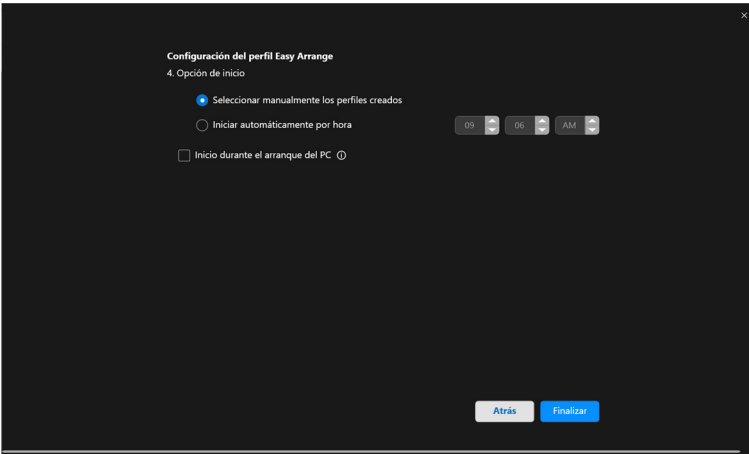 Configuración del perfil Easy Arrange
4. Opción de inicio
Seleccionar manualmente los perfiles creados
Iniciar automáticamente por hora 09 06 AM
Inicio durante el arranque del PC
Atrás Finalizar